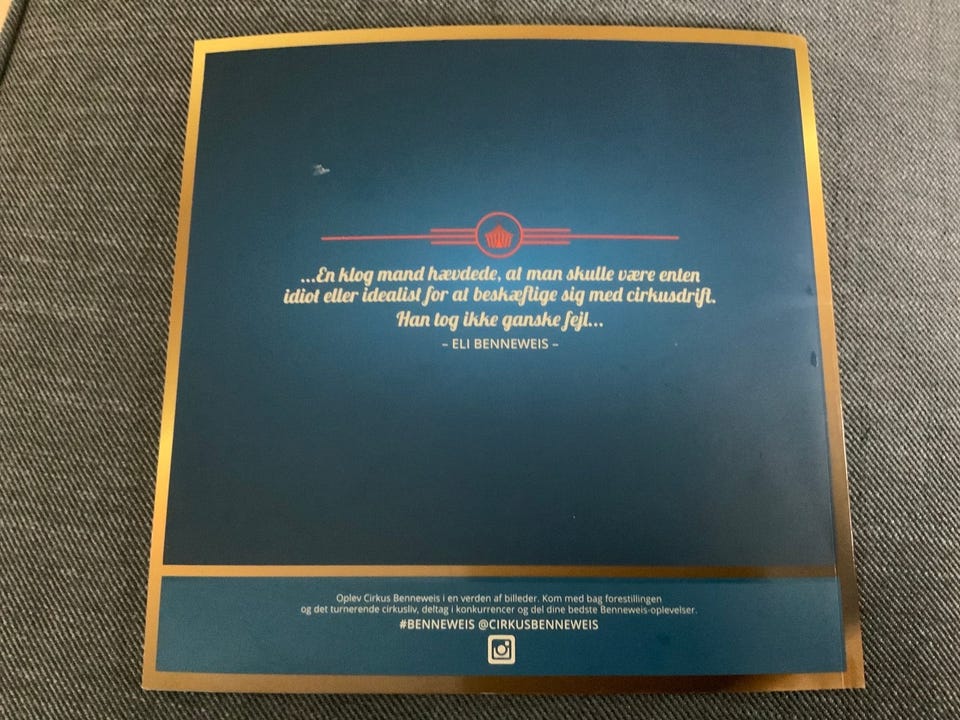 ...En klog mand hævdede, at man skulle være enten
idiot eller idealist for at beskæftige sig med cirkusdrift.
Han tog ikke ganske fejl...
– ELI BENNEWEIS –
Oplev Cirkus Benneweis i en verden af billeder. Kom med bag forestillingen
og det turnerende cirkusliv, deltag i konkurrencer og del dine bedste Benneweis-oplevelser.
#BENNEWEIS @CIRKUSBENNEWEIS